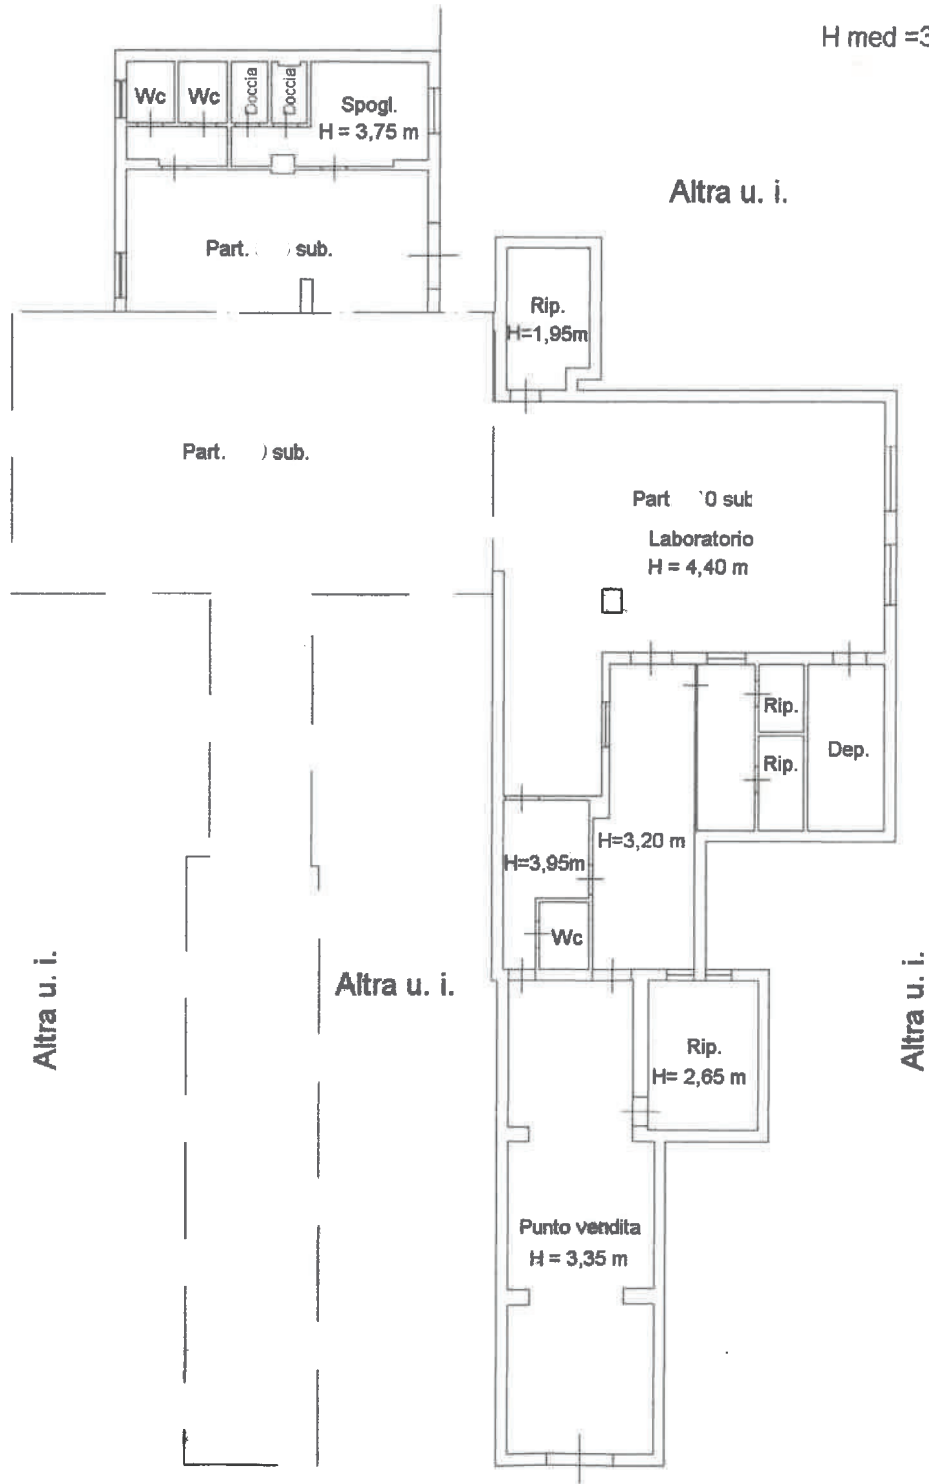 H med =3
Wc
Wc
Doccia
Doccia
Spogl.
H = 3,75 m
Altra u. i.
Part. sub.
Rip.
H=1,95m
Part. ) sub.
Part 0 sub
Laboratorio
H = 4,40 m
Rip.
Rip.
Dep.
H=3,20 m
H=3,95m
Wc
Altra u. i.
Altra u. i.
Altra u. i.
Rip.
H= 2,65 m
Punto vendita
H = 3,35 m